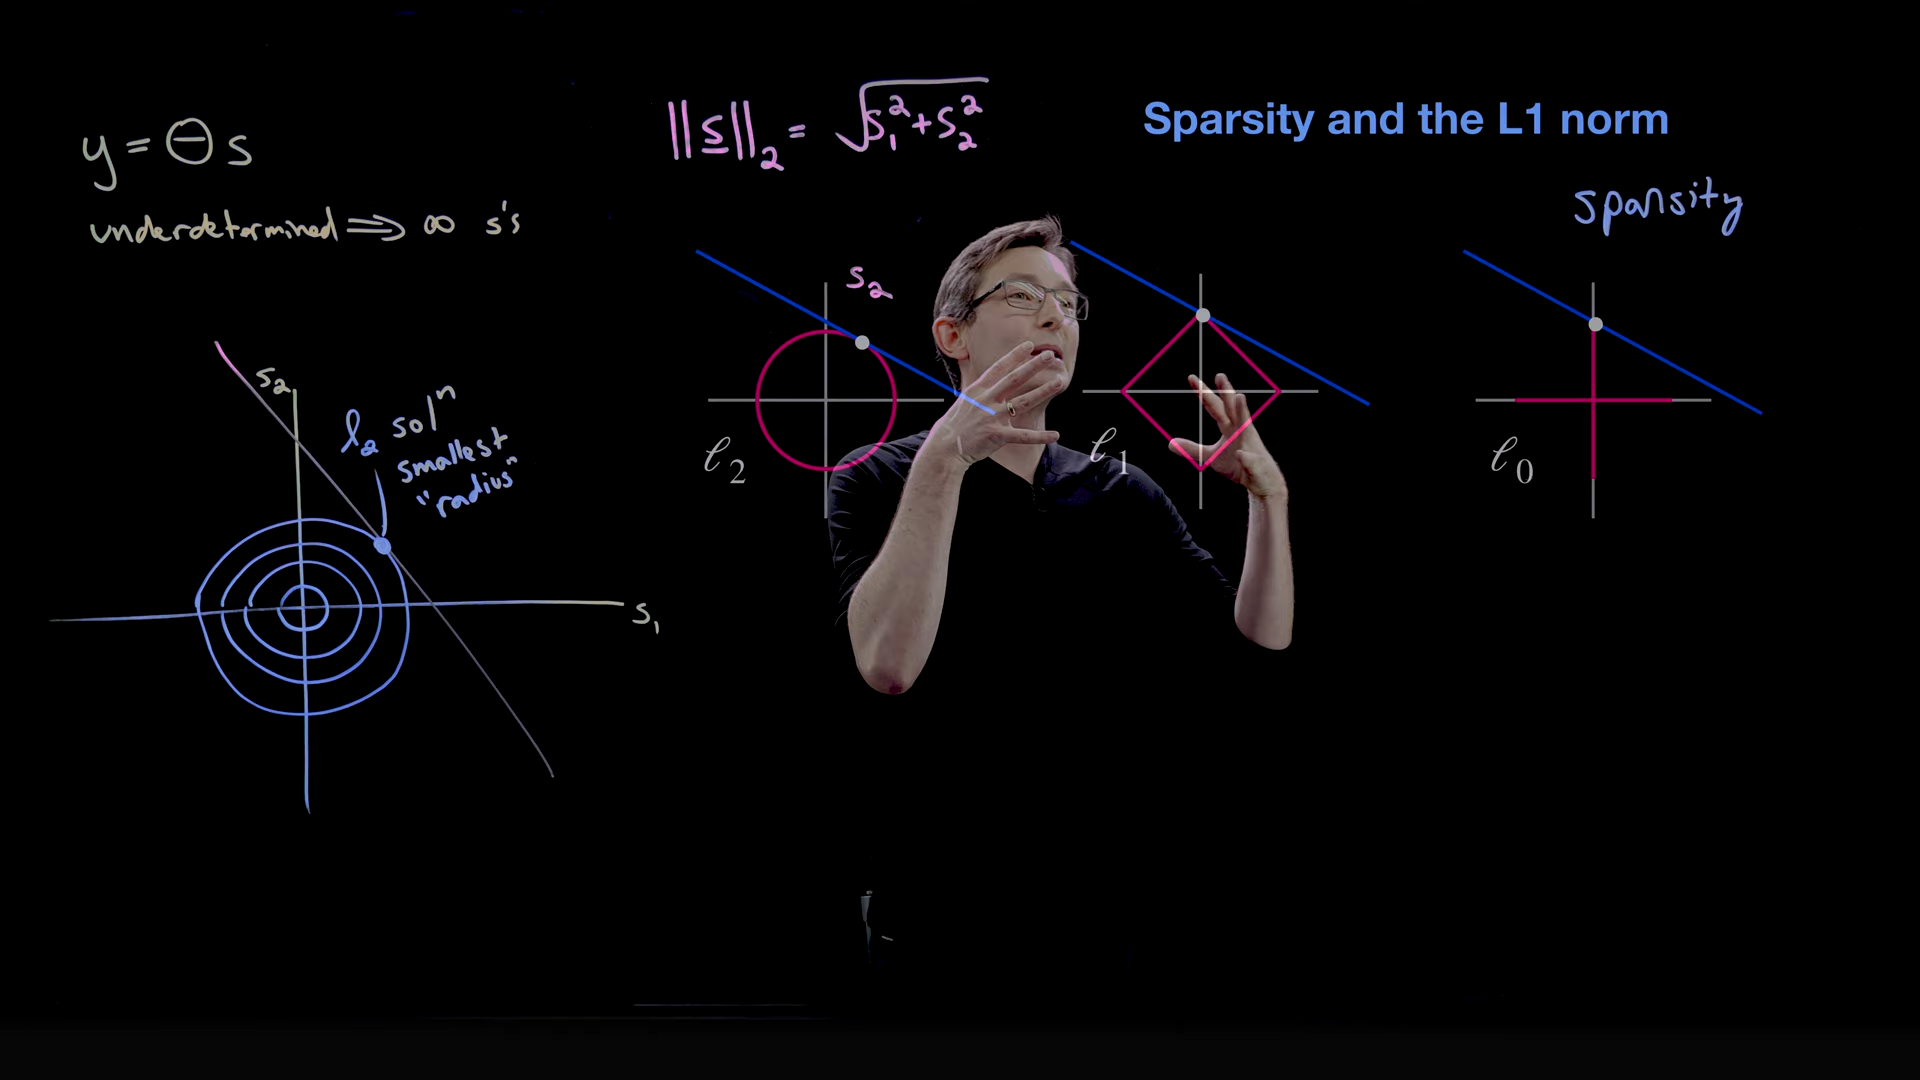 y = Θ s
underdetermined ⟹ ∞ s's
||s||₂ = √(s₁² + s₂²)
Sparsity and the L1 norm
sparsity
s₂
ℓ₂
ℓ₁
ℓ₀
s₂
ℓ₂ solⁿ
smallest
"radius"
s₁